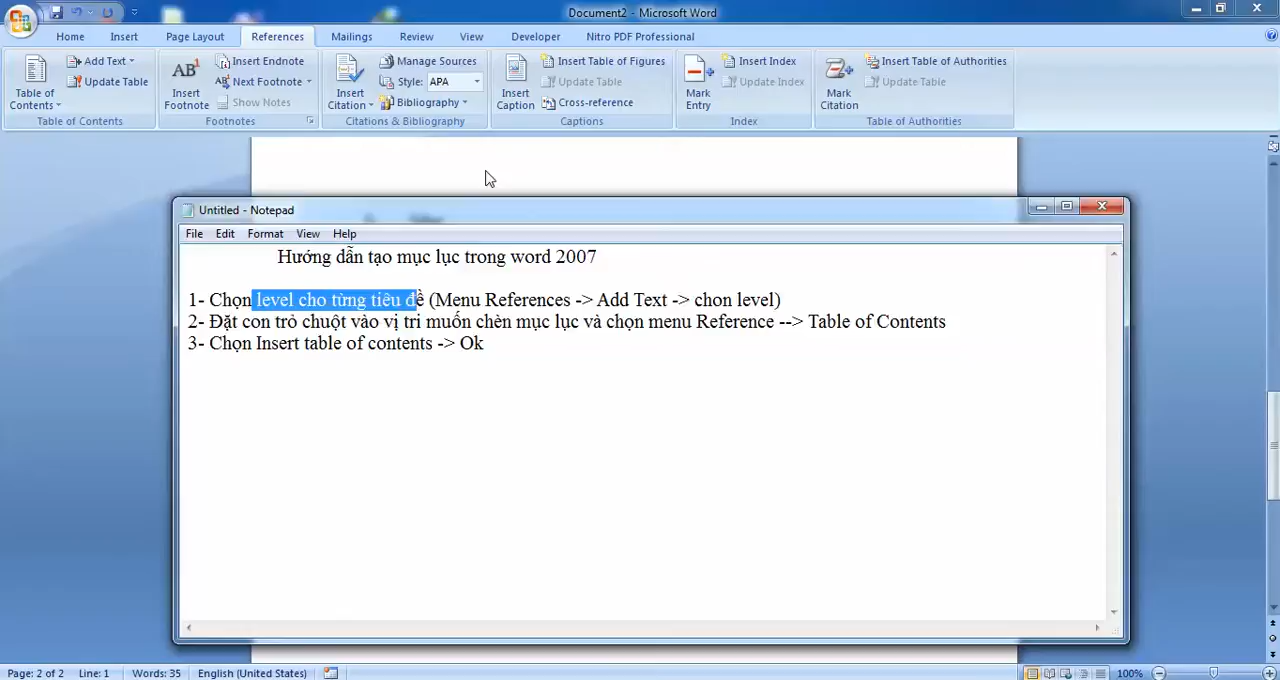 Document2 - Microsoft Word
Home Insert Page Layout References Mailings Review View Developer Nitro PDF Professional
Table of Contents
Add Text
Update Table
Table of Contents
AB¹ Insert Footnote
Insert Endnote
AB¹ Next Footnote
Show Notes
Footnotes
Insert Citation
Manage Sources
Style: APA
Bibliography
Citations & Bibliography
Insert Caption
Insert Table of Figures
Update Table
Cross-reference
Captions
Mark Entry
Insert Index
Update Index
Index
Mark Citation
Insert Table of Authorities
Update Table
Table of Authorities
Untitled - Notepad
File Edit Format View Help
Hướng dẫn tạo mục lục trong word 2007
1- Chọn level cho từng tiêu đề (Menu References -> Add Text -> chon level)
2- Đặt con trỏ chuột vào vị trí muốn chèn mục lục và chọn menu Reference --> Table of Contents
3- Chọn Insert table of contents -> Ok
Page: 2 of 2 Line: 1 Words: 35 English (United States) 100%